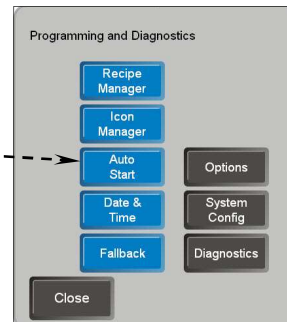 Programming and Diagnostics
Recipe
Manager
Icon
Manager
Auto
Start
Options
Date &
Time
System
Config
Fallback
Diagnostics
Close